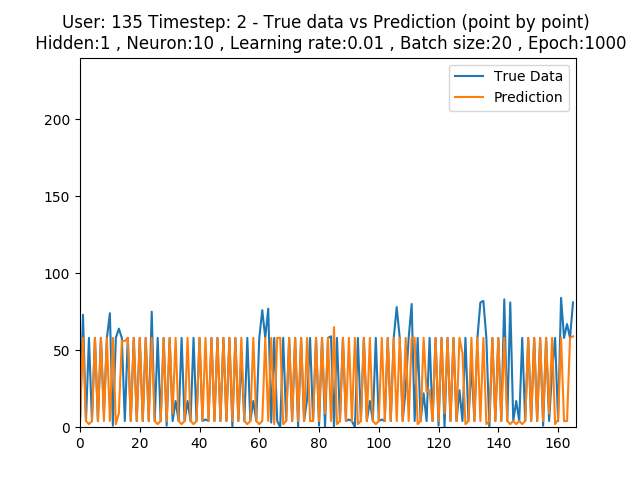 User: 135 Timestep: 2 - True data vs Prediction (point by point)
Hidden:1 , Neuron:10 , Learning rate:0.01 , Batch size:20 , Epoch:1000
True Data
Prediction
200
150
100
50
0
0 20 40 60 80 100 120 140 160